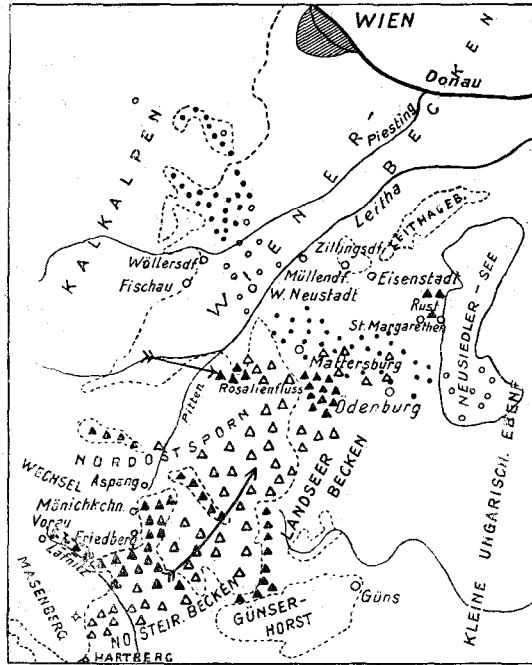 WIEN
Donau
KALKALPEN
WIENER BECKEN
Piesting
Leitha
LEITHAGEB.
Wöllersdf.
Fischau
Zillingsdf.
Müllendf.
Eisenstadt
W. Neustadt
Rust
St. Margarethen
NEUSIEDLER-SEE
Mattersburg
Rosalienfluss
Ödenburg
Pitten
NORDOSTSPORN
WECHSEL
Aspang
Mönichkchn.
Vorau
Friedberg
Lafnitz
MASENBERG
LANDSEER BECKEN
NO STEIR. BECKEN
GÜNSER-HORST
Güns
HARTBERG
KLEINE UNGARISCH. EBENE